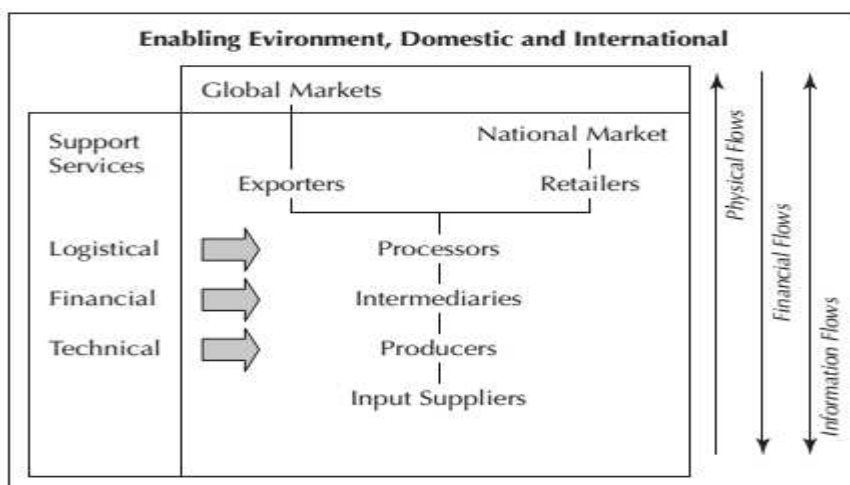 Enabling Evironment, Domestic and International
Global Markets
Support
Services
National Market
Exporters
Retailers
Logistical
Processors
Financial
Intermediaries
Technical
Producers
Input Suppliers
Physical Flows
Financial Flows
Information Flows